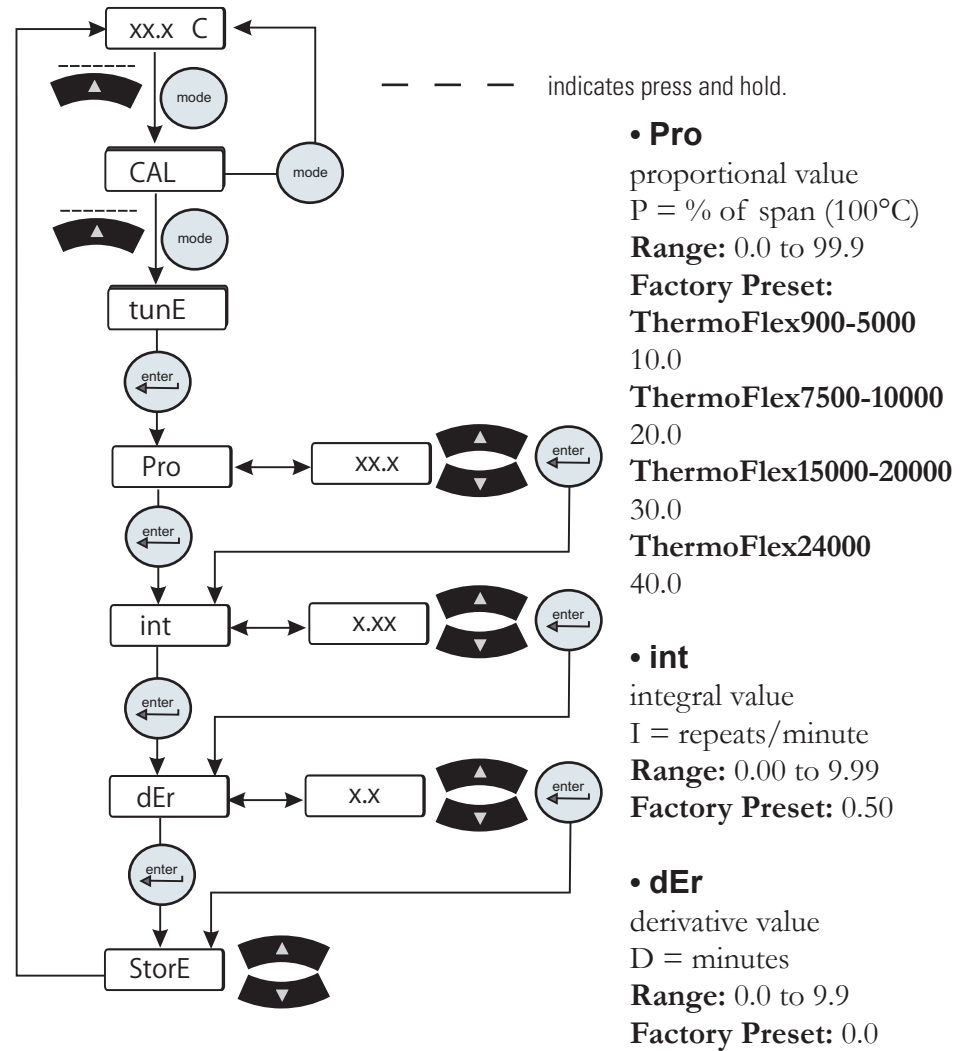 xx.x C
mode
— — — indicates press and hold.
CAL
mode
mode
tunE
enter
Pro
xx.x
enter
enter
int
x.xx
enter
enter
dEr
x.x
enter
enter
StorE
• Pro
proportional value
P = % of span (100°C)
Range: 0.0 to 99.9
Factory Preset:
ThermoFlex900-5000
10.0
ThermoFlex7500-10000
20.0
ThermoFlex15000-20000
30.0
ThermoFlex24000
40.0
• int
integral value
I = repeats/minute
Range: 0.00 to 9.99
Factory Preset: 0.50
• dEr
derivative value
D = minutes
Range: 0.0 to 9.9
Factory Preset: 0.0